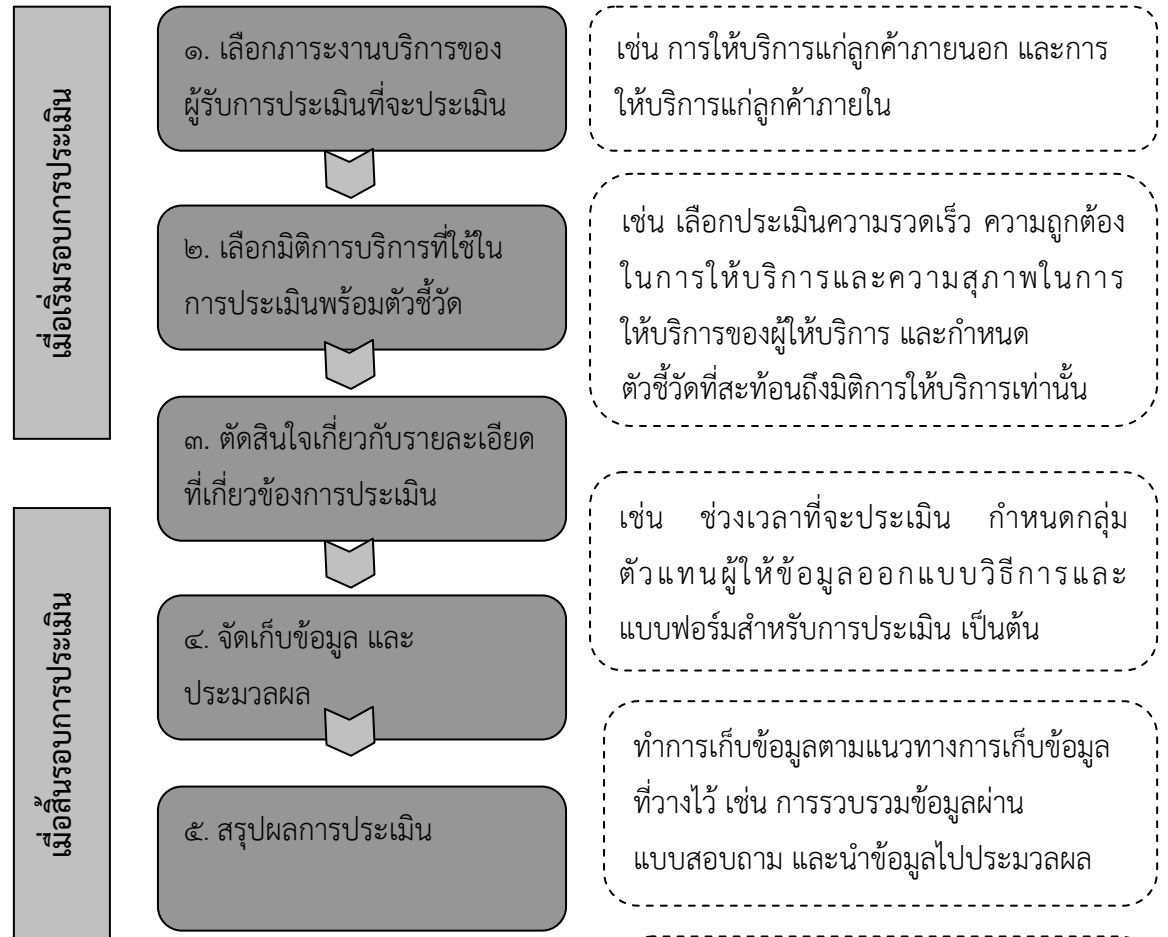 เมื่อเริ่มรอบการประเมิน
๑. เลือกภาระงานบริการของ
ผู้รับการประเมินที่จะประเมิน
เช่น การให้บริการแก่ลูกค้าภายนอก และการ
ให้บริการแก่ลูกค้าภายใน
๒. เลือกมิติการบริการที่ใช้ใน
การประเมินพร้อมตัวชี้วัด
เช่น เลือกประเมินความรวดเร็ว ความถูกต้อง
ในการให้บริการและความสุภาพในการ
ให้บริการของผู้ให้บริการ และกำหนด
ตัวชี้วัดที่สะท้อนถึงมิติการให้บริการเท่านั้น
๓. ตัดสินใจเกี่ยวกับรายละเอียด
ที่เกี่ยวข้องการประเมิน
เช่น ช่วงเวลาที่จะประเมิน กำหนดกลุ่ม
ตัวแทนผู้ให้ข้อมูลออกแบบวิธีการและ
แบบฟอร์มสำหรับการประเมิน เป็นต้น
เมื่อสิ้นรอบการประเมิน
๔. จัดเก็บข้อมูล และ
ประมวลผล
ทำการเก็บข้อมูลตามแนวทางการเก็บข้อมูล
ที่วางไว้ เช่น การรวบรวมข้อมูลผ่าน
แบบสอบถาม และนำข้อมูลไปประมวลผล
๕. สรุปผลการประเมิน